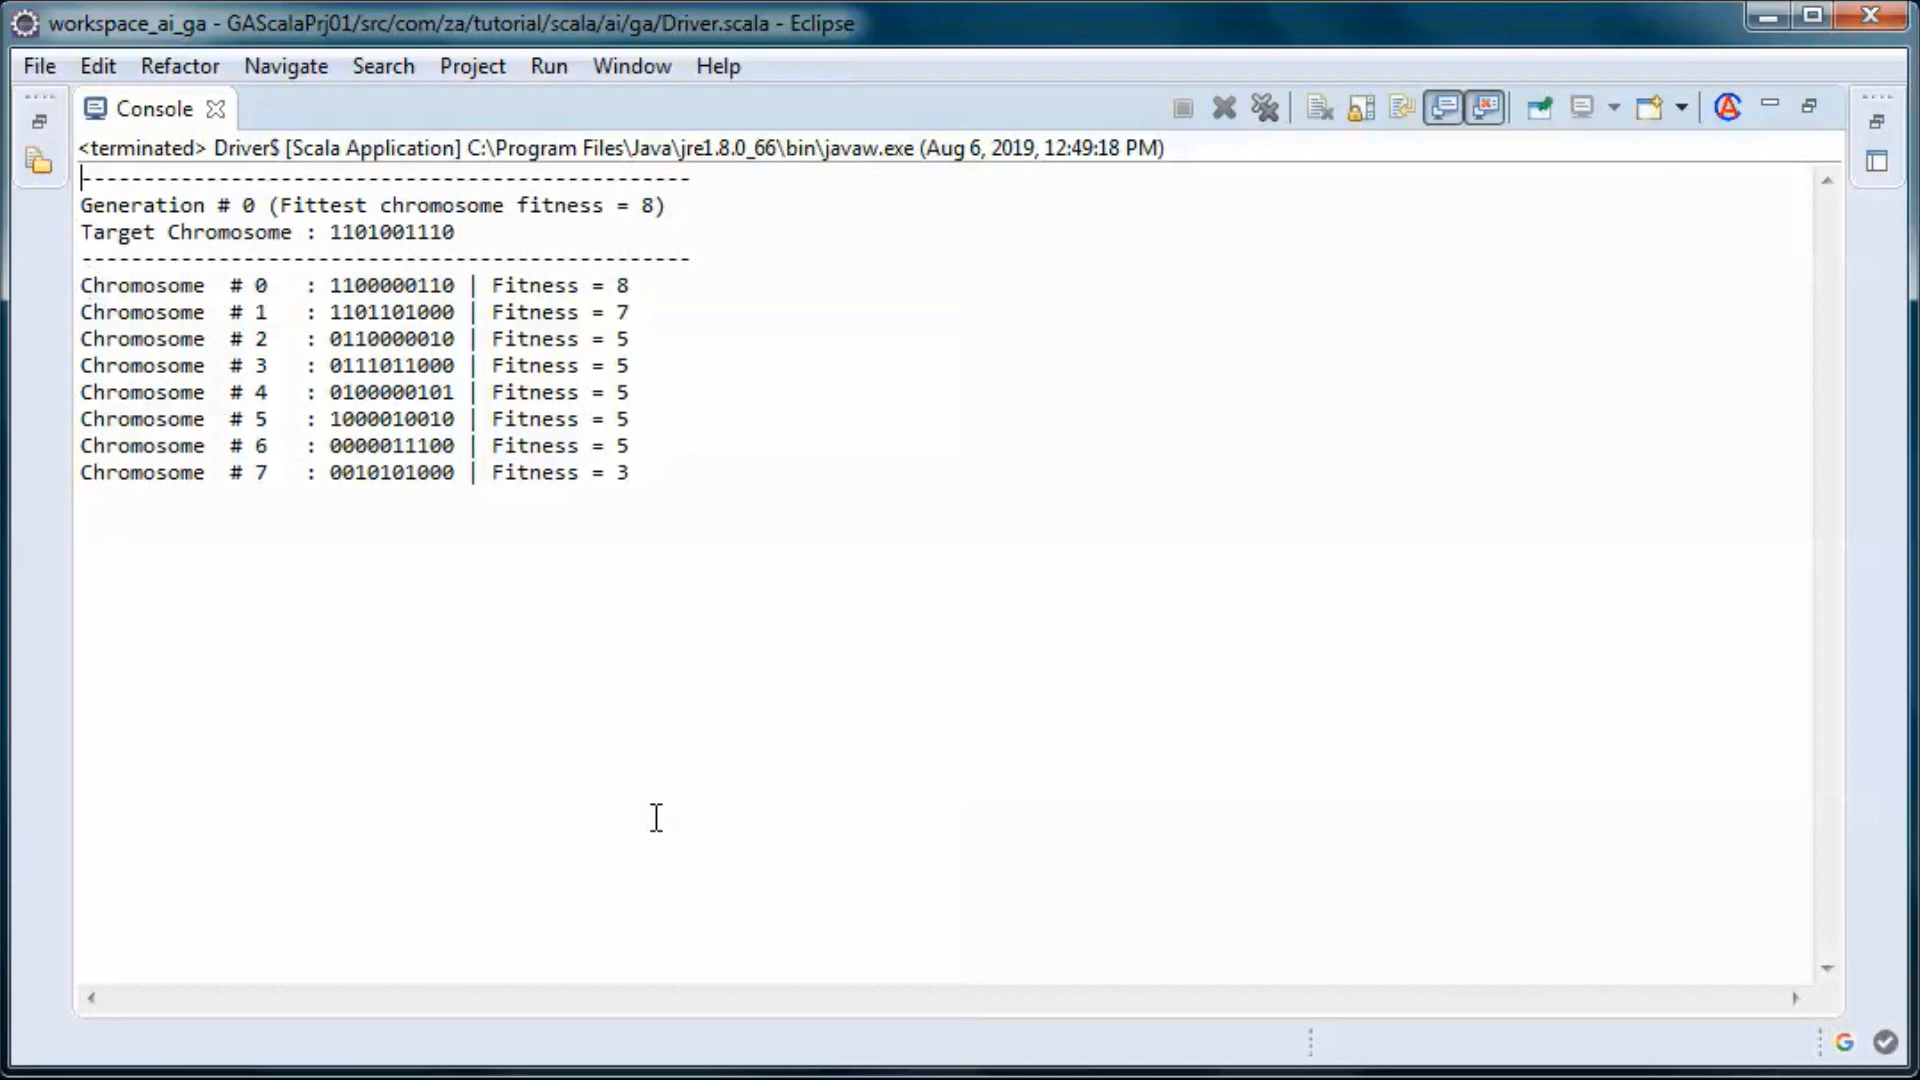 workspace_ai_ga - GAScalaPrj01/src/com/za/tutorial/scala/ai/ga/Driver.scala - Eclipse
File Edit Refactor Navigate Search Project Run Window Help
Console
<terminated> Driver$ [Scala Application] C:\Program Files\Java\jre1.8.0_66\bin\javaw.exe (Aug 6, 2019, 12:49:18 PM)
-------------------------------------------------
Generation # 0 (Fittest chromosome fitness = 8)
Target Chromosome : 1101001110
-------------------------------------------------
Chromosome  # 0   : 1100000110 | Fitness = 8
Chromosome  # 1   : 1101101000 | Fitness = 7
Chromosome  # 2   : 0110000010 | Fitness = 5
Chromosome  # 3   : 0111011000 | Fitness = 5
Chromosome  # 4   : 0100000101 | Fitness = 5
Chromosome  # 5   : 1000010010 | Fitness = 5
Chromosome  # 6   : 0000011100 | Fitness = 5
Chromosome  # 7   : 0010101000 | Fitness = 3